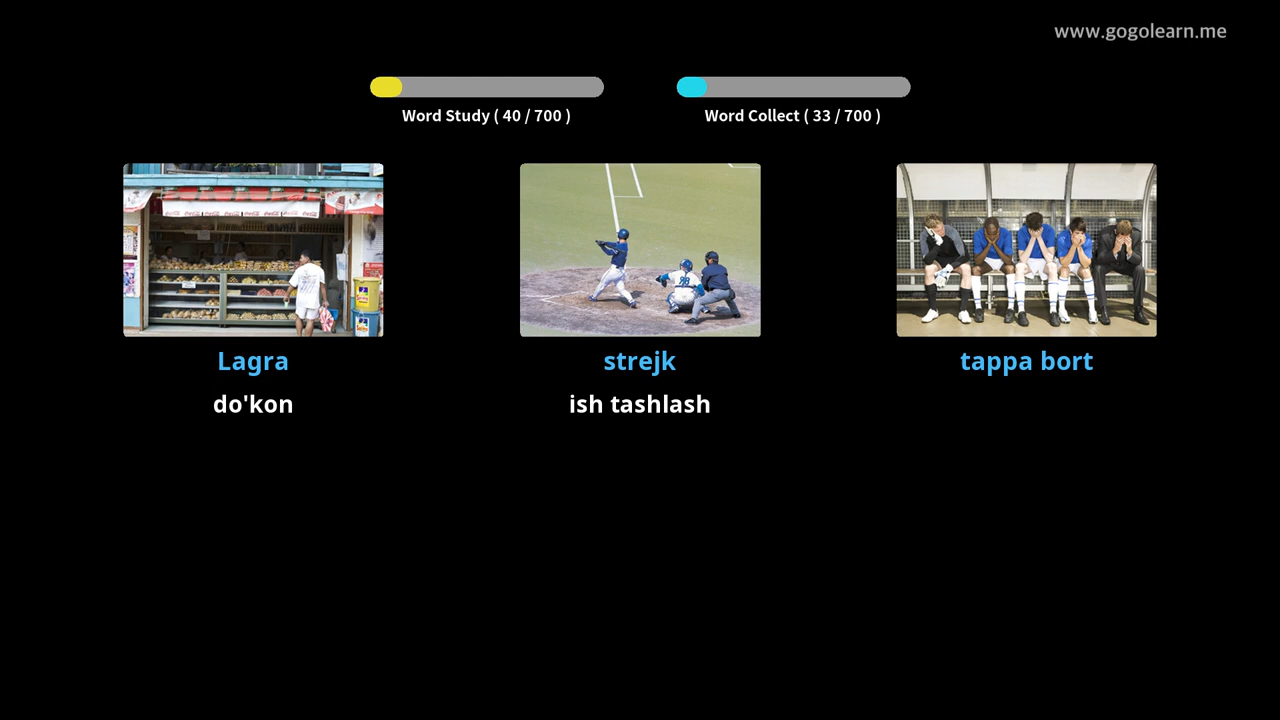 www.gogolearn.me
Word Study ( 40 / 700 )
Word Collect ( 33 / 700 )
Lagra
strejk
tappa bort
do'kon
ish tashlash